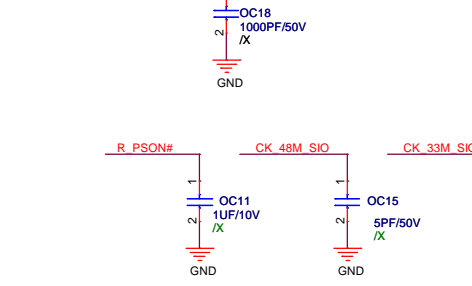 OC18
1000PF/50V
2
/X
GND
R_PSON#
CK_48M_SIO
CK_33M_SIO
1
OC11
1UF/10V
2
/X
GND
1
OC15
5PF/50V
2
/X
GND